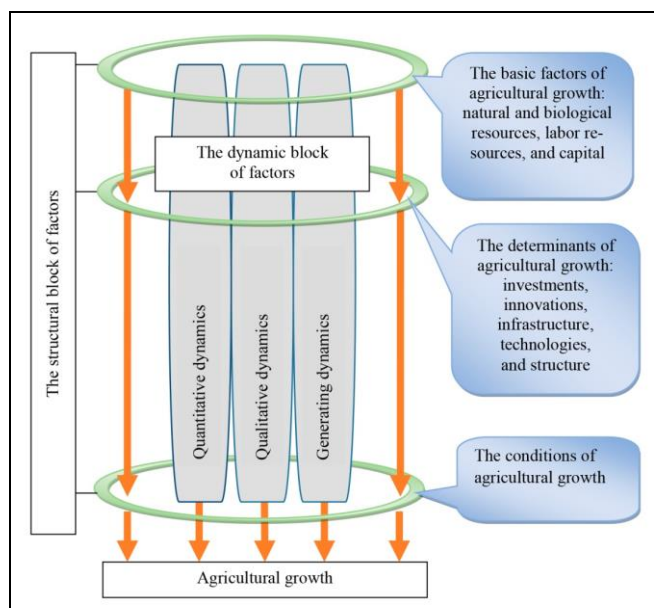 The structural block of factors
The basic factors of
agricultural growth:
natural and biological
resources, labor re-
sources, and capital
The dynamic block
of factors
The determinants of
agricultural growth:
investments,
innovations,
infrastructure,
technologies,
and structure
Quantitative dynamics
Qualitative dynamics
Generating dynamics
The conditions of
agricultural growth
Agricultural growth